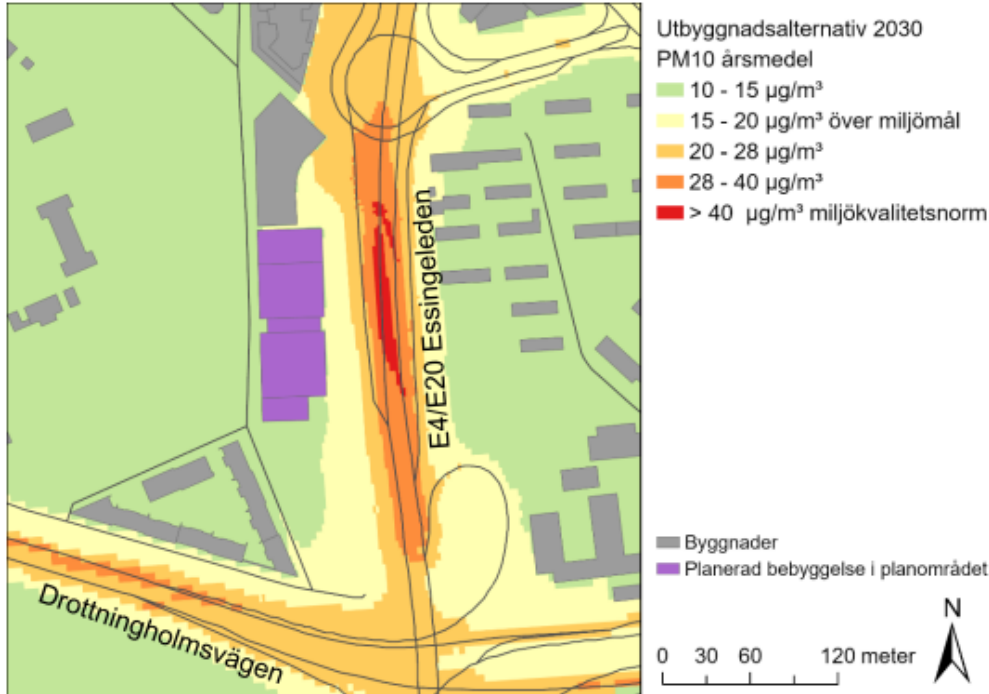 Utbyggnadsalternativ 2030
PM10 årsmedel
10 - 15 µg/m³
15 - 20 µg/m³ över miljömål
20 - 28 µg/m³
28 - 40 µg/m³
> 40 µg/m³ miljökvalitetsnorm
E4/E20 Essingeleden
Drottningholmsvägen
Byggnader
Planerad bebyggelse i planområdet
N
0 30 60 120 meter